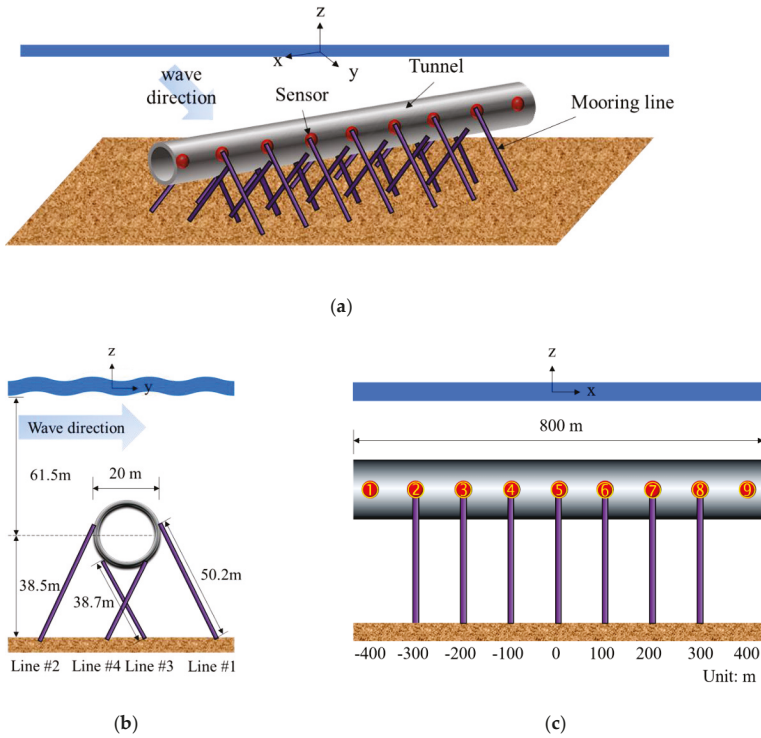 z
x
y
wave
direction
Sensor
Tunnel
Mooring line
(a)
z
y
Wave direction
61.5m
20 m
38.5m
38.7m
50.2m
Line #2 Line #4 Line #3 Line #1
(b)
z
x
800 m
1 2 3 4 5 6 7 8 9
-400 -300 -200 -100 0 100 200 300 400
Unit: m
(c)